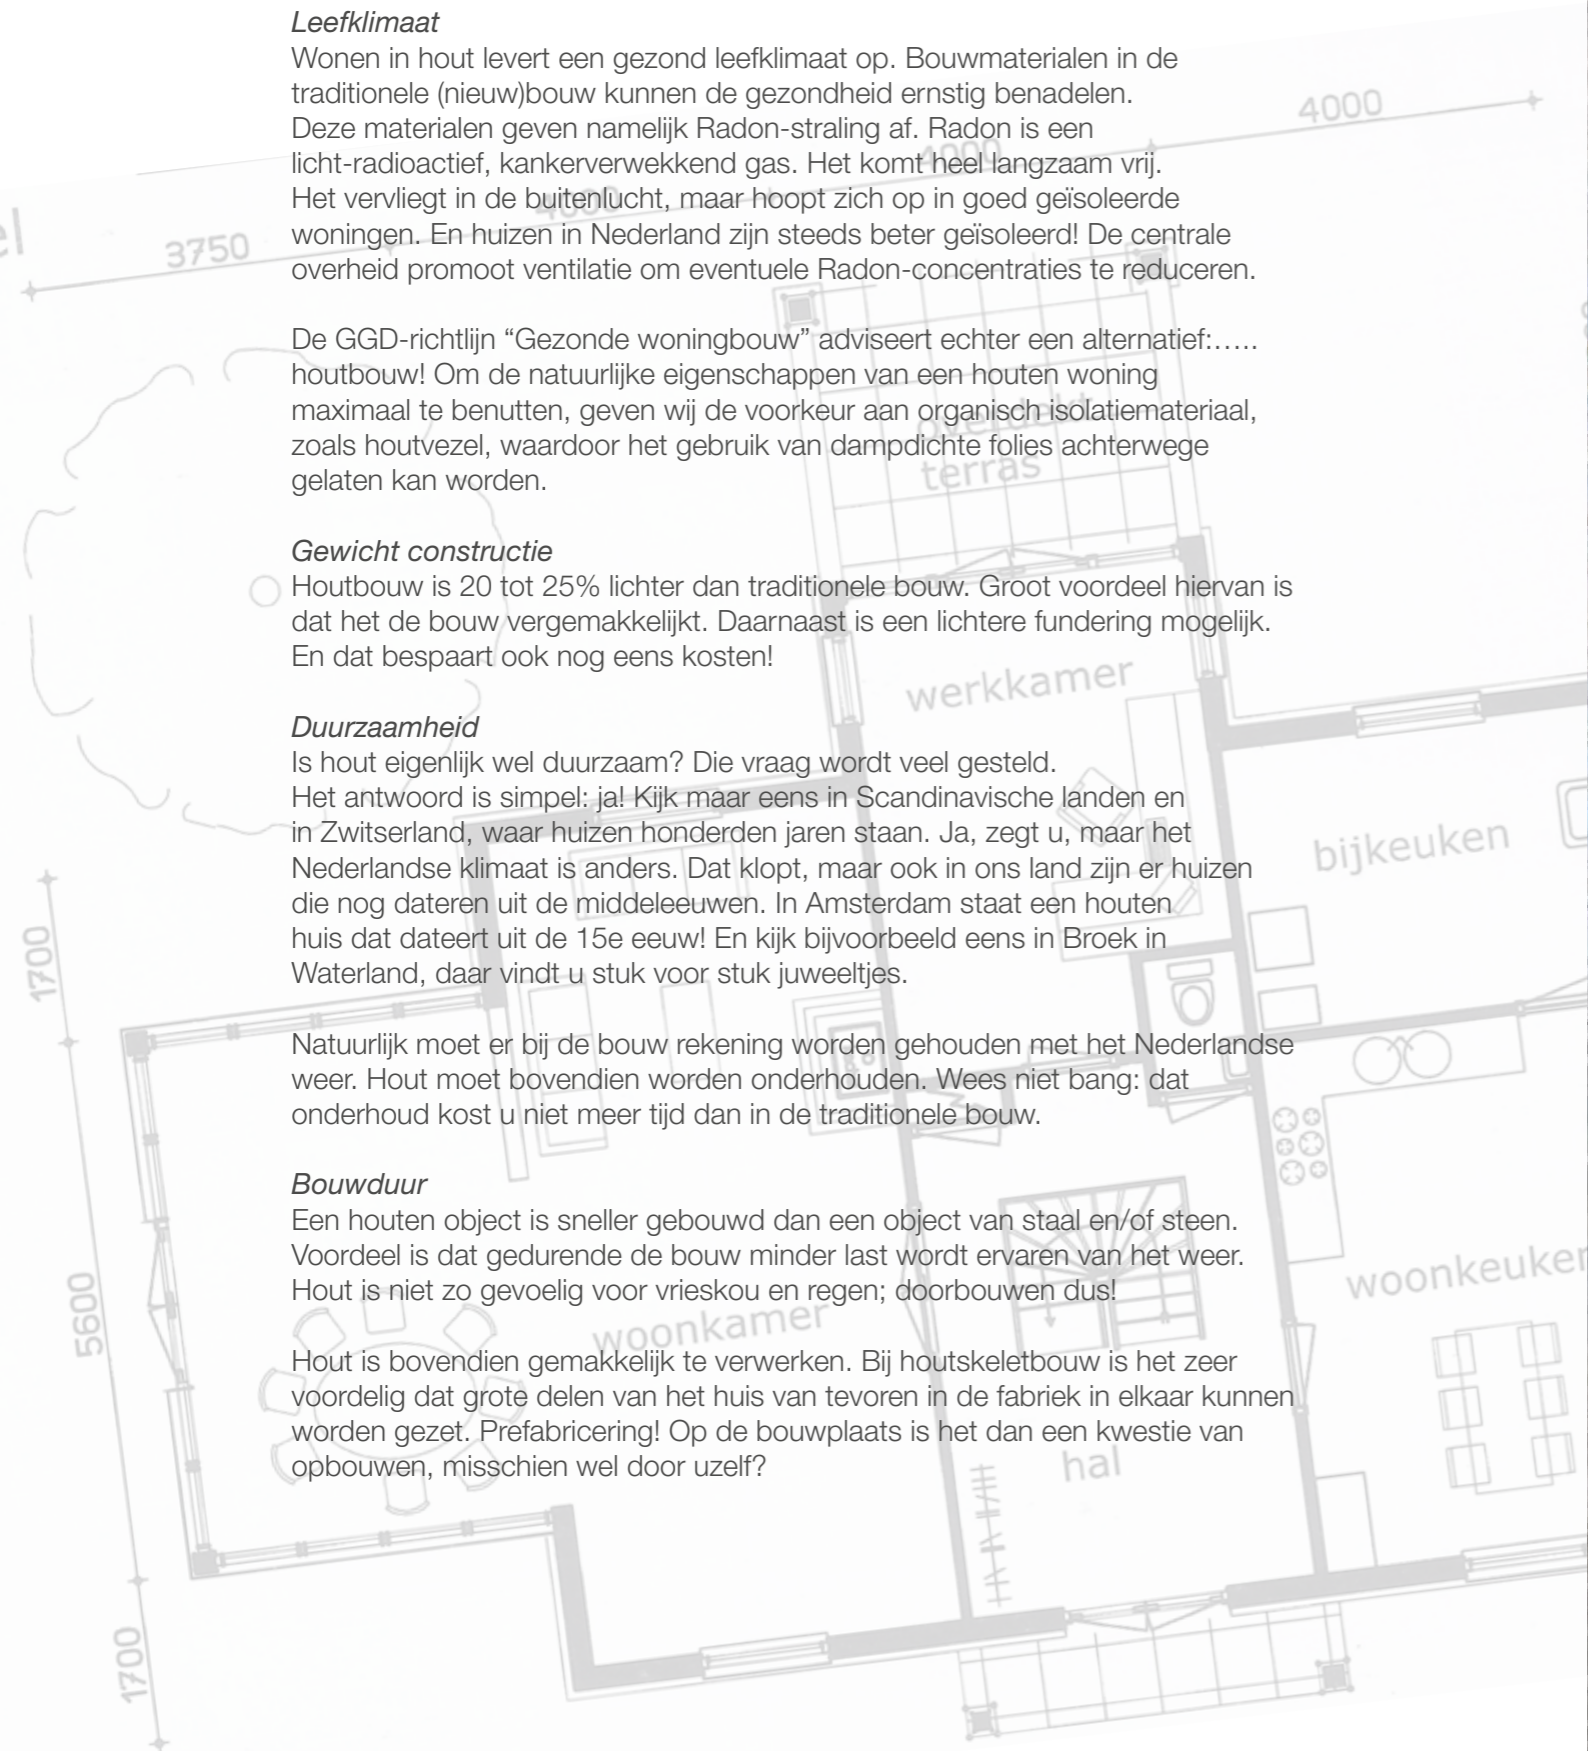 Leefklimaat
Wonen in hout levert een gezond leefklimaat op. Bouwmaterialen in de
traditionele (nieuw)bouw kunnen de gezondheid ernstig benadelen.
Deze materialen geven namelijk Radon-straling af. Radon is een
licht-radioactief, kankerverwekkend gas. Het komt heel langzaam vrij.
Het vervliegt in de buitenlucht, maar hoopt zich op in goed geïsoleerde
woningen. En huizen in Nederland zijn steeds beter geïsoleerd! De centrale
overheid promoot ventilatie om eventuele Radon-concentraties te reduceren.
De GGD-richtlijn “Gezonde woningbouw” adviseert echter een alternatief:.....
houtbouw! Om de natuurlijke eigenschappen van een houten woning
maximaal te benutten, geven wij de voorkeur aan organisch isolatiemateriaal,
zoals houtvezel, waardoor het gebruik van dampdichte folies achterwege
gelaten kan worden.
Gewicht constructie
Houtbouw is 20 tot 25% lichter dan traditionele bouw. Groot voordeel hiervan is
dat het de bouw vergemakkelijkt. Daarnaast is een lichtere fundering mogelijk.
En dat bespaart ook nog eens kosten!
Duurzaamheid
Is hout eigenlijk wel duurzaam? Die vraag wordt veel gesteld.
Het antwoord is simpel: ja! Kijk maar eens in Scandinavische landen en
in Zwitserland, waar huizen honderden jaren staan. Ja, zegt u, maar het
Nederlandse klimaat is anders. Dat klopt, maar ook in ons land zijn er huizen
die nog dateren uit de middeleeuwen. In Amsterdam staat een houten
huis dat dateert uit de 15e eeuw! En kijk bijvoorbeeld eens in Broek in
Waterland, daar vindt u stuk voor stuk juweeltjes.
Natuurlijk moet er bij de bouw rekening worden gehouden met het Nederlandse
weer. Hout moet bovendien worden onderhouden. Wees niet bang: dat
onderhoud kost u niet meer tijd dan in de traditionele bouw.
Bouwduur
Een houten object is sneller gebouwd dan een object van staal en/of steen.
Voordeel is dat gedurende de bouw minder last wordt ervaren van het weer.
Hout is niet zo gevoelig voor vrieskou en regen; doorbouwen dus!
Hout is bovendien gemakkelijk te verwerken. Bij houtskeletbouw is het zeer
voordelig dat grote delen van het huis van tevoren in de fabriek in elkaar kunnen
worden gezet. Prefabricering! Op de bouwplaats is het dan een kwestie van
opbouwen, misschien wel door uzelf?
el
3750
4000
4000
4000
overdekt
terras
werkkamer
bijkeuken
1700
5600
1700
woonkamer
woonkeuken
hal